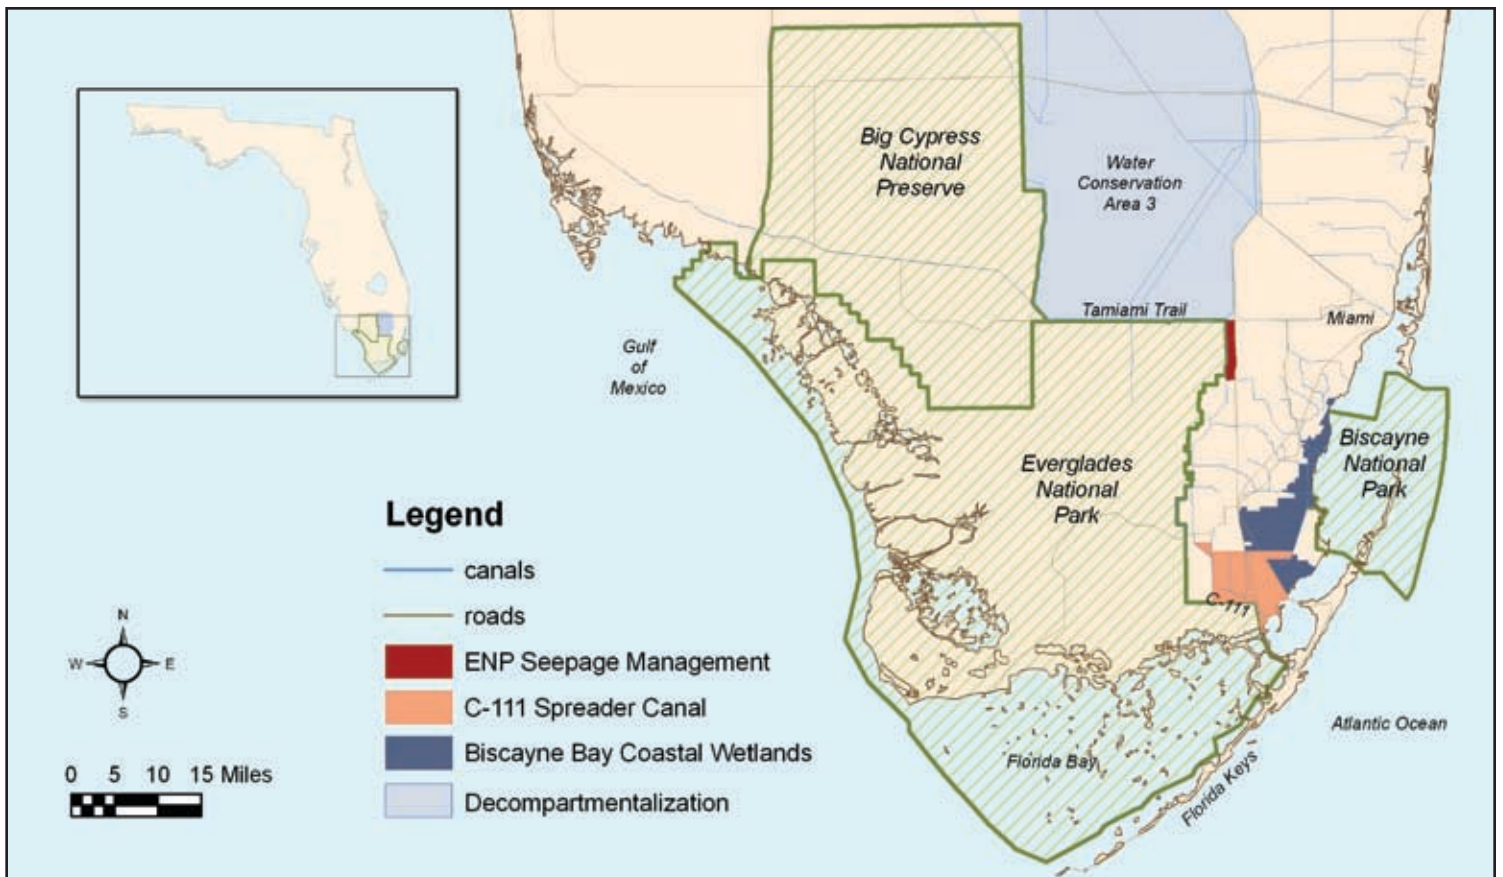 Big Cypress
National
Preserve
Water
Conservation
Area 3
Tamiami Trail
Miami
Gulf
of
Mexico
Biscayne
National
Park
Everglades
National
Park
C-111
Legend
canals
roads
ENP Seepage Management
C-111 Spreader Canal
Biscayne Bay Coastal Wetlands
Decompartmentalization
N
W
E
S
0 5 10 15 Miles
Atlantic Ocean
Florida Bay
Florida Keys